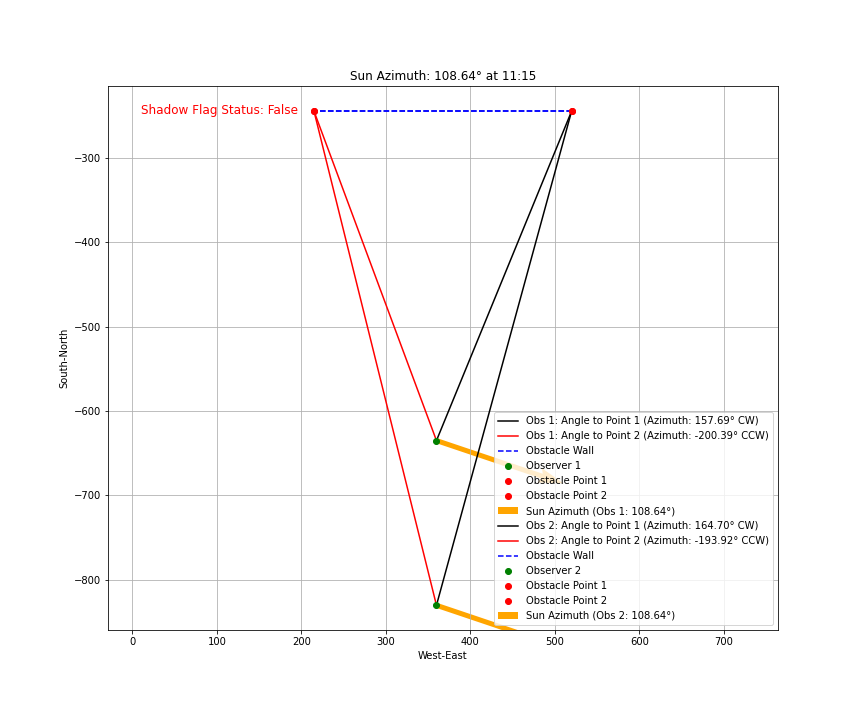 Sun Azimuth: 108.64° at 11:15
Shadow Flag Status: False
−300
−400
−500
−600
−700
−800
South-North
Obs 1: Angle to Point 1 (Azimuth: 157.69° CW)
Obs 1: Angle to Point 2 (Azimuth: -200.39° CCW)
Obstacle Wall
Observer 1
Obstacle Point 1
Obstacle Point 2
Sun Azimuth (Obs 1: 108.64°)
Obs 2: Angle to Point 1 (Azimuth: 164.70° CW)
Obs 2: Angle to Point 2 (Azimuth: -193.92° CCW)
Obstacle Wall
Observer 2
Obstacle Point 1
Obstacle Point 2
Sun Azimuth (Obs 2: 108.64°)
0 100 200 300 400 500 600 700
West-East